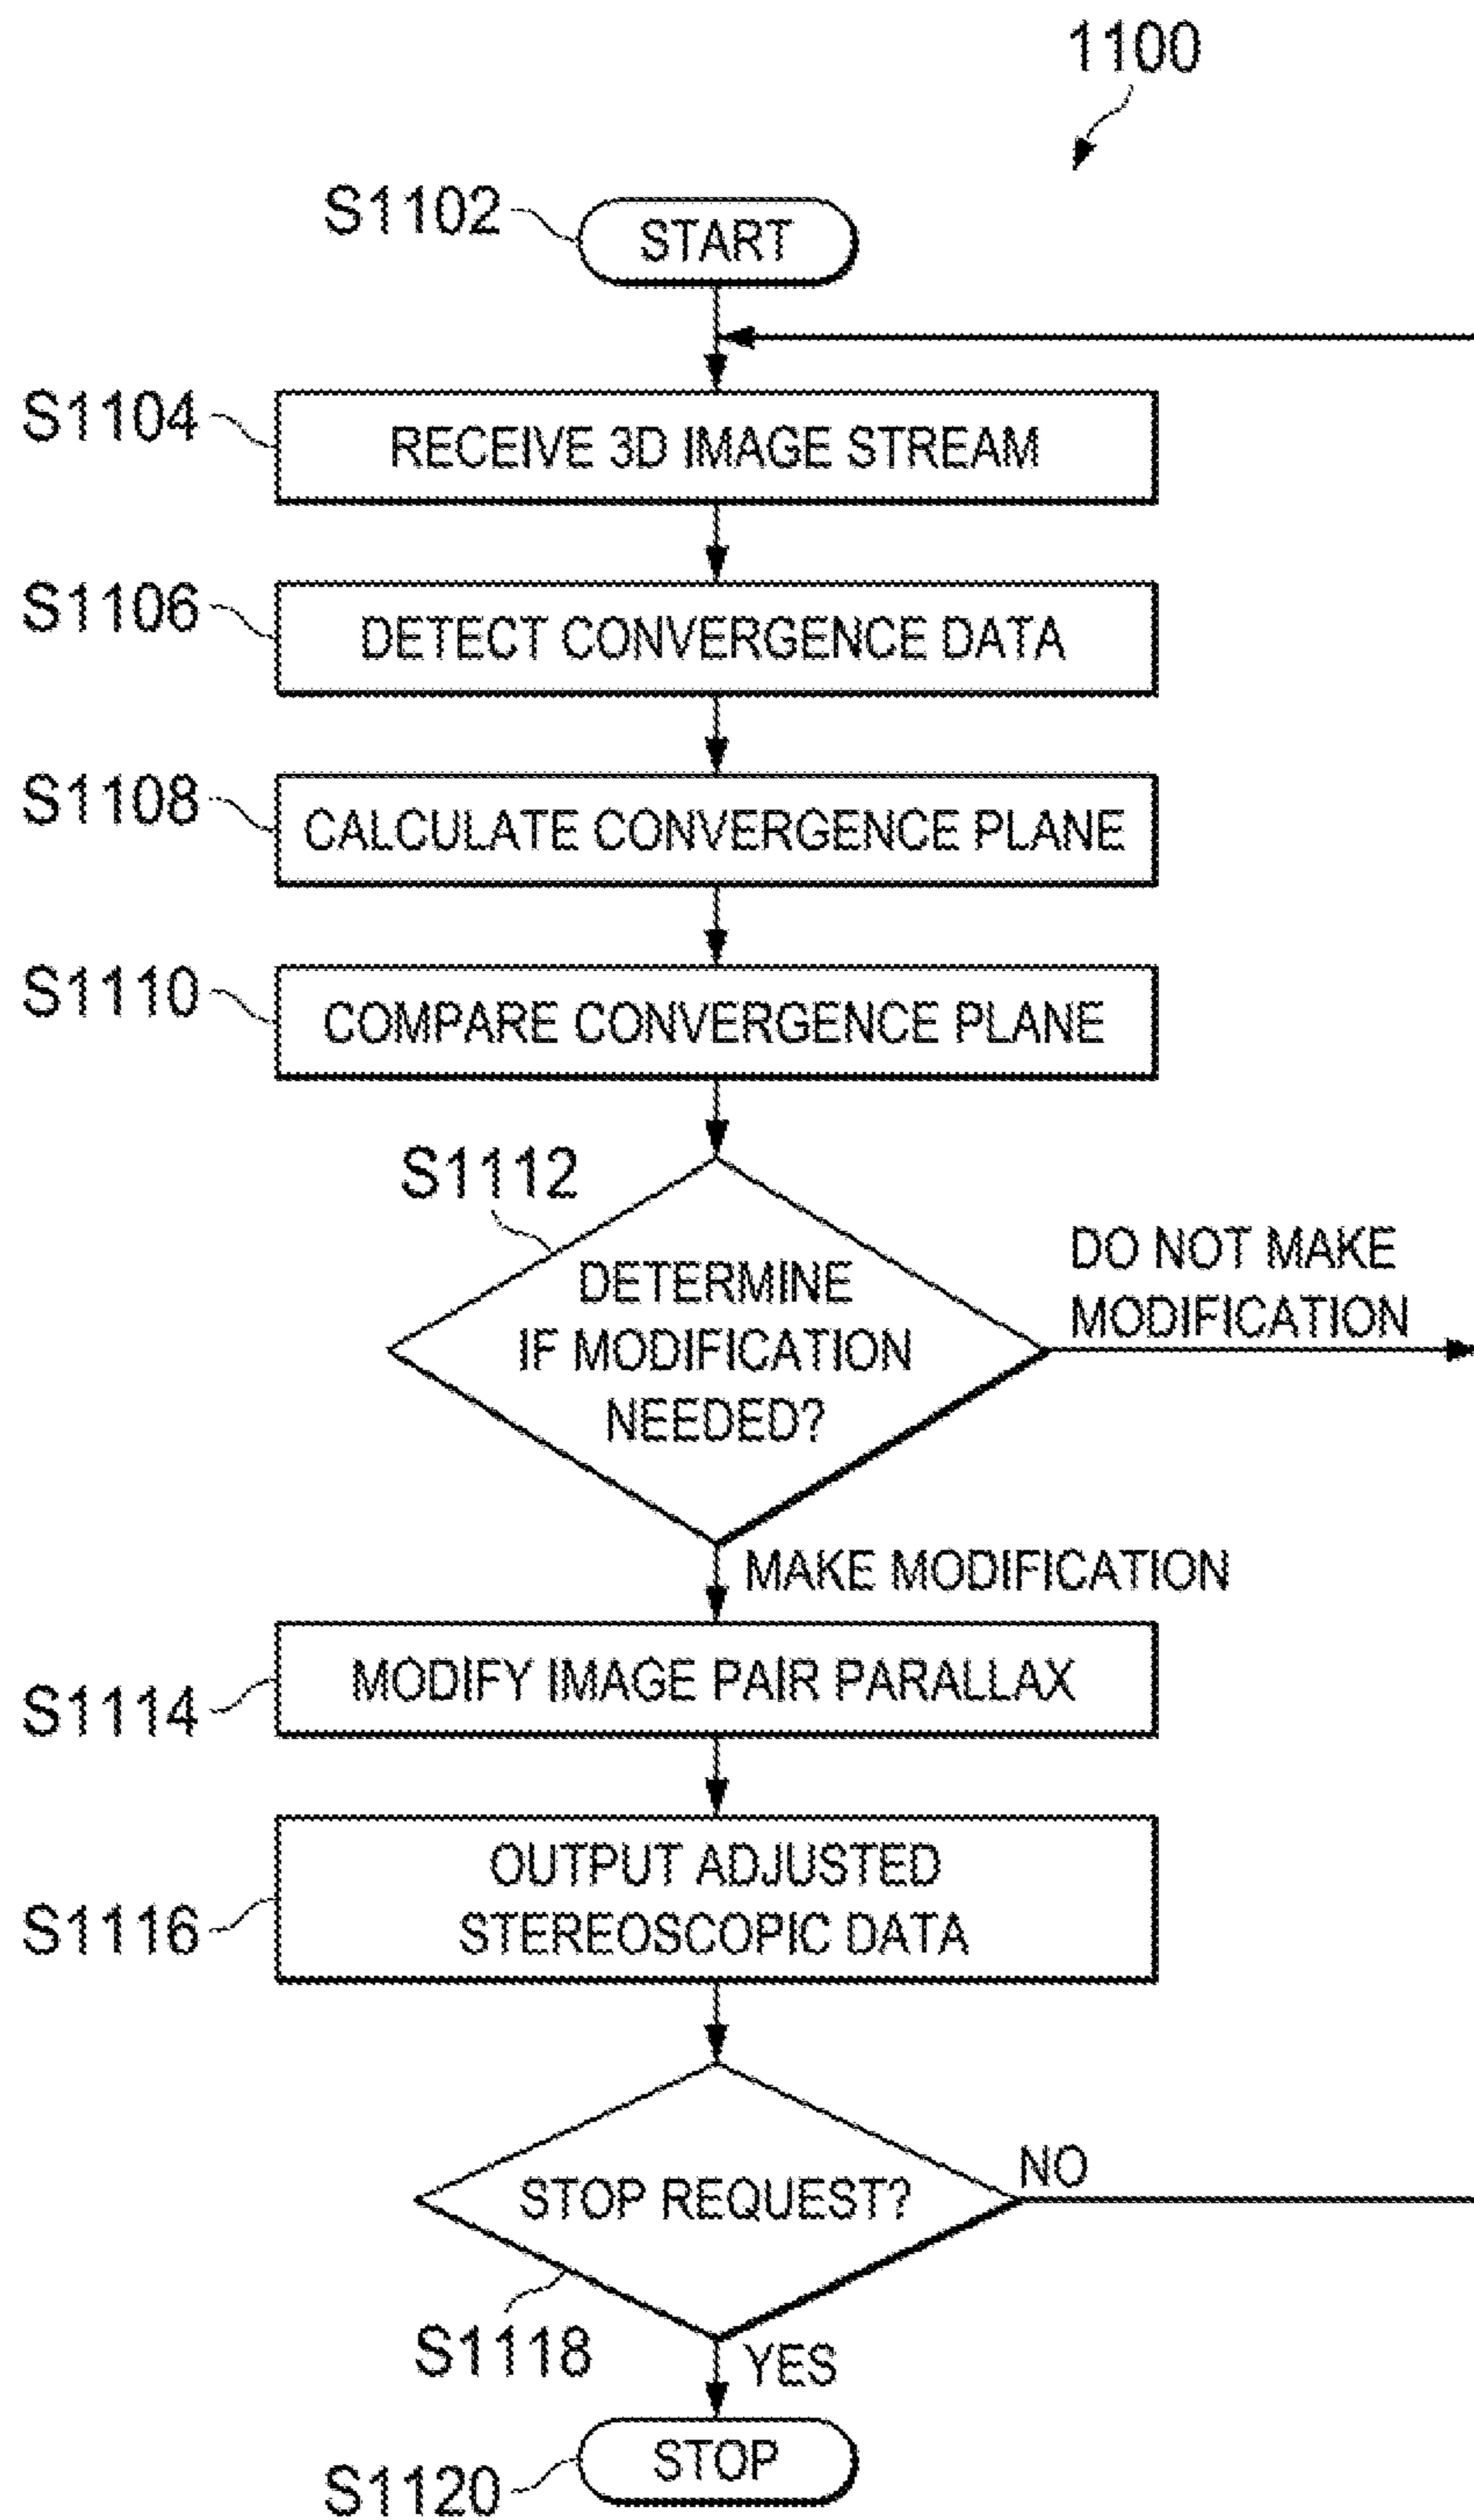 1100
S1102
START
S1104
RECEIVE 3D IMAGE STREAM
S1106
DETECT CONVERGENCE DATA
S1108
CALCULATE CONVERGENCE PLANE
S1110
COMPARE CONVERGENCE PLANE
S1112
DETERMINE
IF MODIFICATION
NEEDED?
DO NOT MAKE
MODIFICATION
MAKE MODIFICATION
MODIFY IMAGE PAIR PARALLAX
S1114
OUTPUT ADJUSTED
STEREOSCOPIC DATA
S1116
STOP REQUEST?
NO
S1118
YES
STOP
S1120